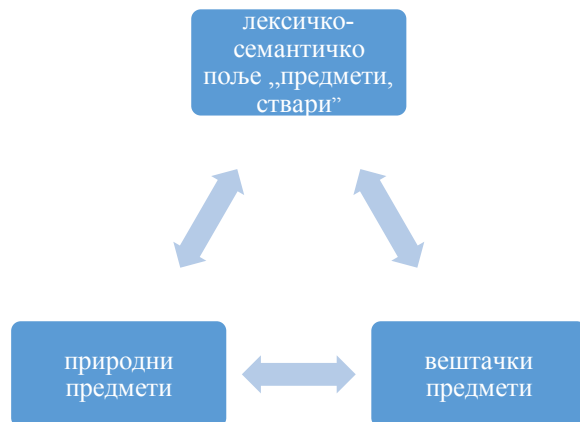 лексичко-
семантичко
поље „предмети,
ствари”
природни
предмети
вештачки
предмети